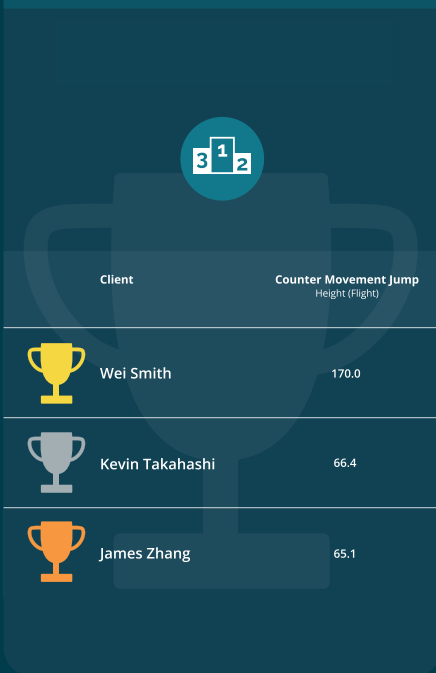 3 1 2
Client
Counter Movement Jump
Height (Flight)
Wei Smith
170.0
Kevin Takahashi
66.4
James Zhang
65.1